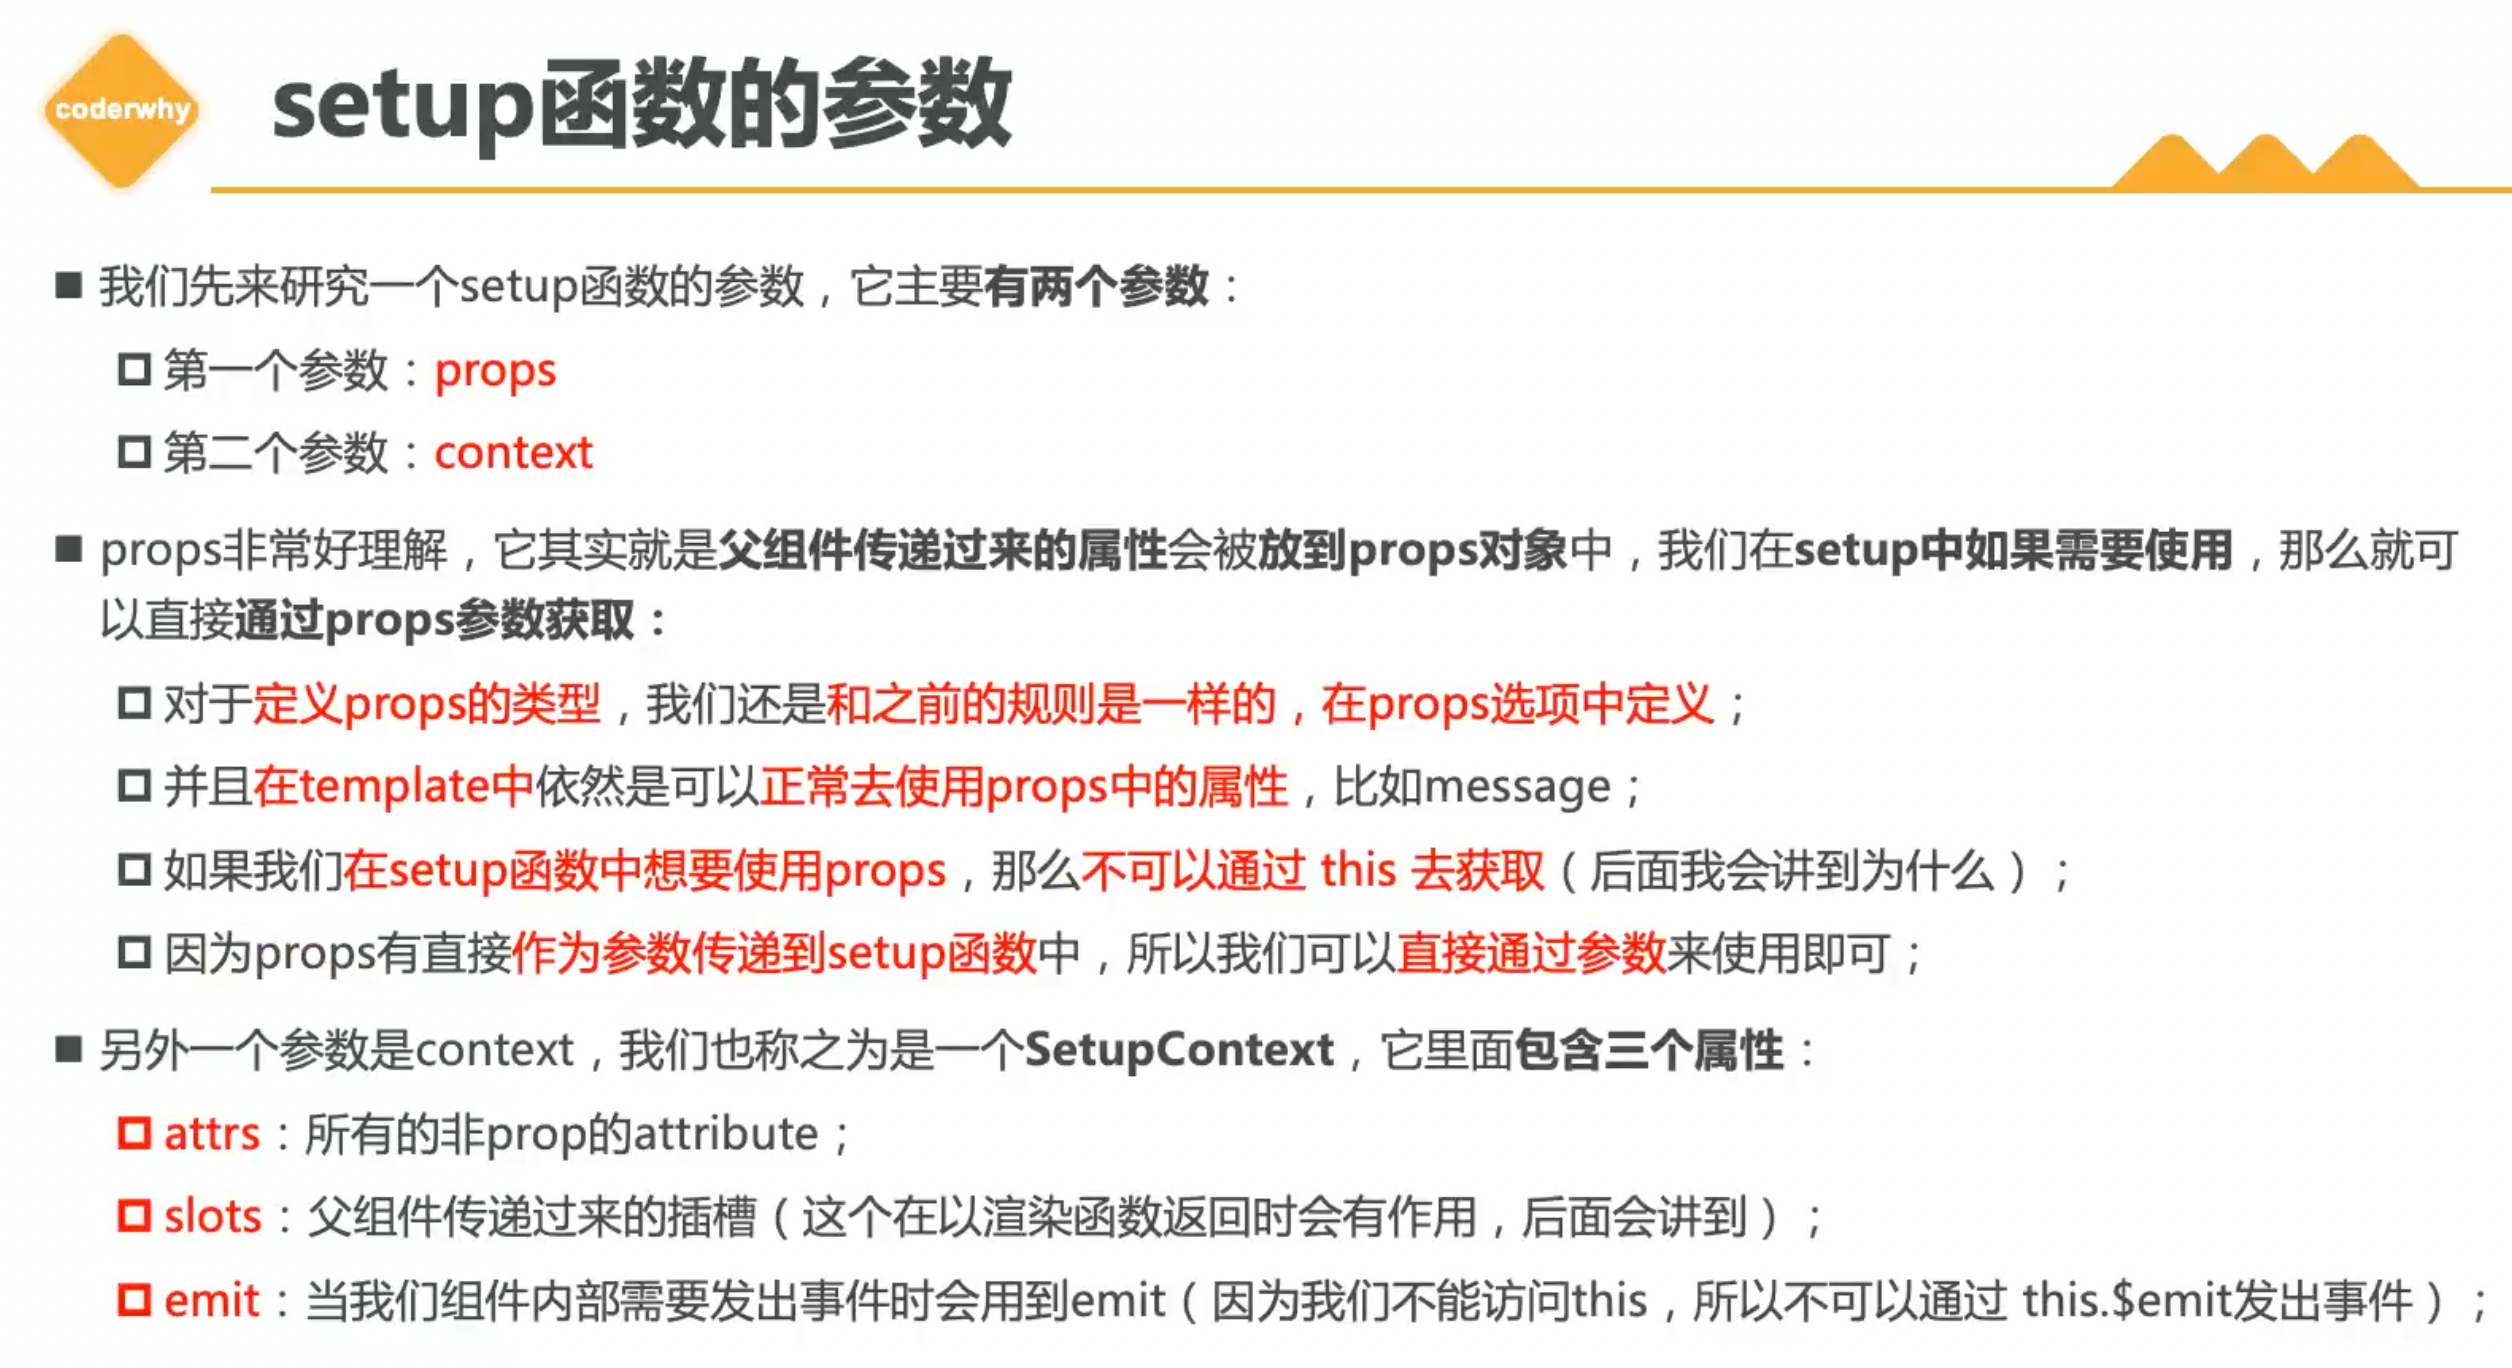 coderwhy
setup函数的参数
我们先来研究一个setup函数的参数，它主要有两个参数：
第一个参数：props
第二个参数：context
props非常好理解，它其实就是父组件传递过来的属性会被放到props对象中，我们在setup中如果需要使用，那么就可
以直接通过props参数获取：
对于定义props的类型，我们还是和之前的规则是一样的，在props选项中定义；
并且在template中依然是可以正常去使用props中的属性，比如message；
如果我们在setup函数中想要使用props，那么不可以通过 this 去获取（后面我会讲到为什么）；
因为props有直接作为参数传递到setup函数中，所以我们可以直接通过参数来使用即可；
另外一个参数是context，我们也称之为是一个SetupContext，它里面包含三个属性：
attrs：所有的非prop的attribute；
slots：父组件传递过来的插槽（这个在以渲染函数返回时会有作用，后面会讲到）；
emit：当我们组件内部需要发出事件时会用到emit（因为我们不能访问this，所以不可以通过 this.$emit发出事件）；